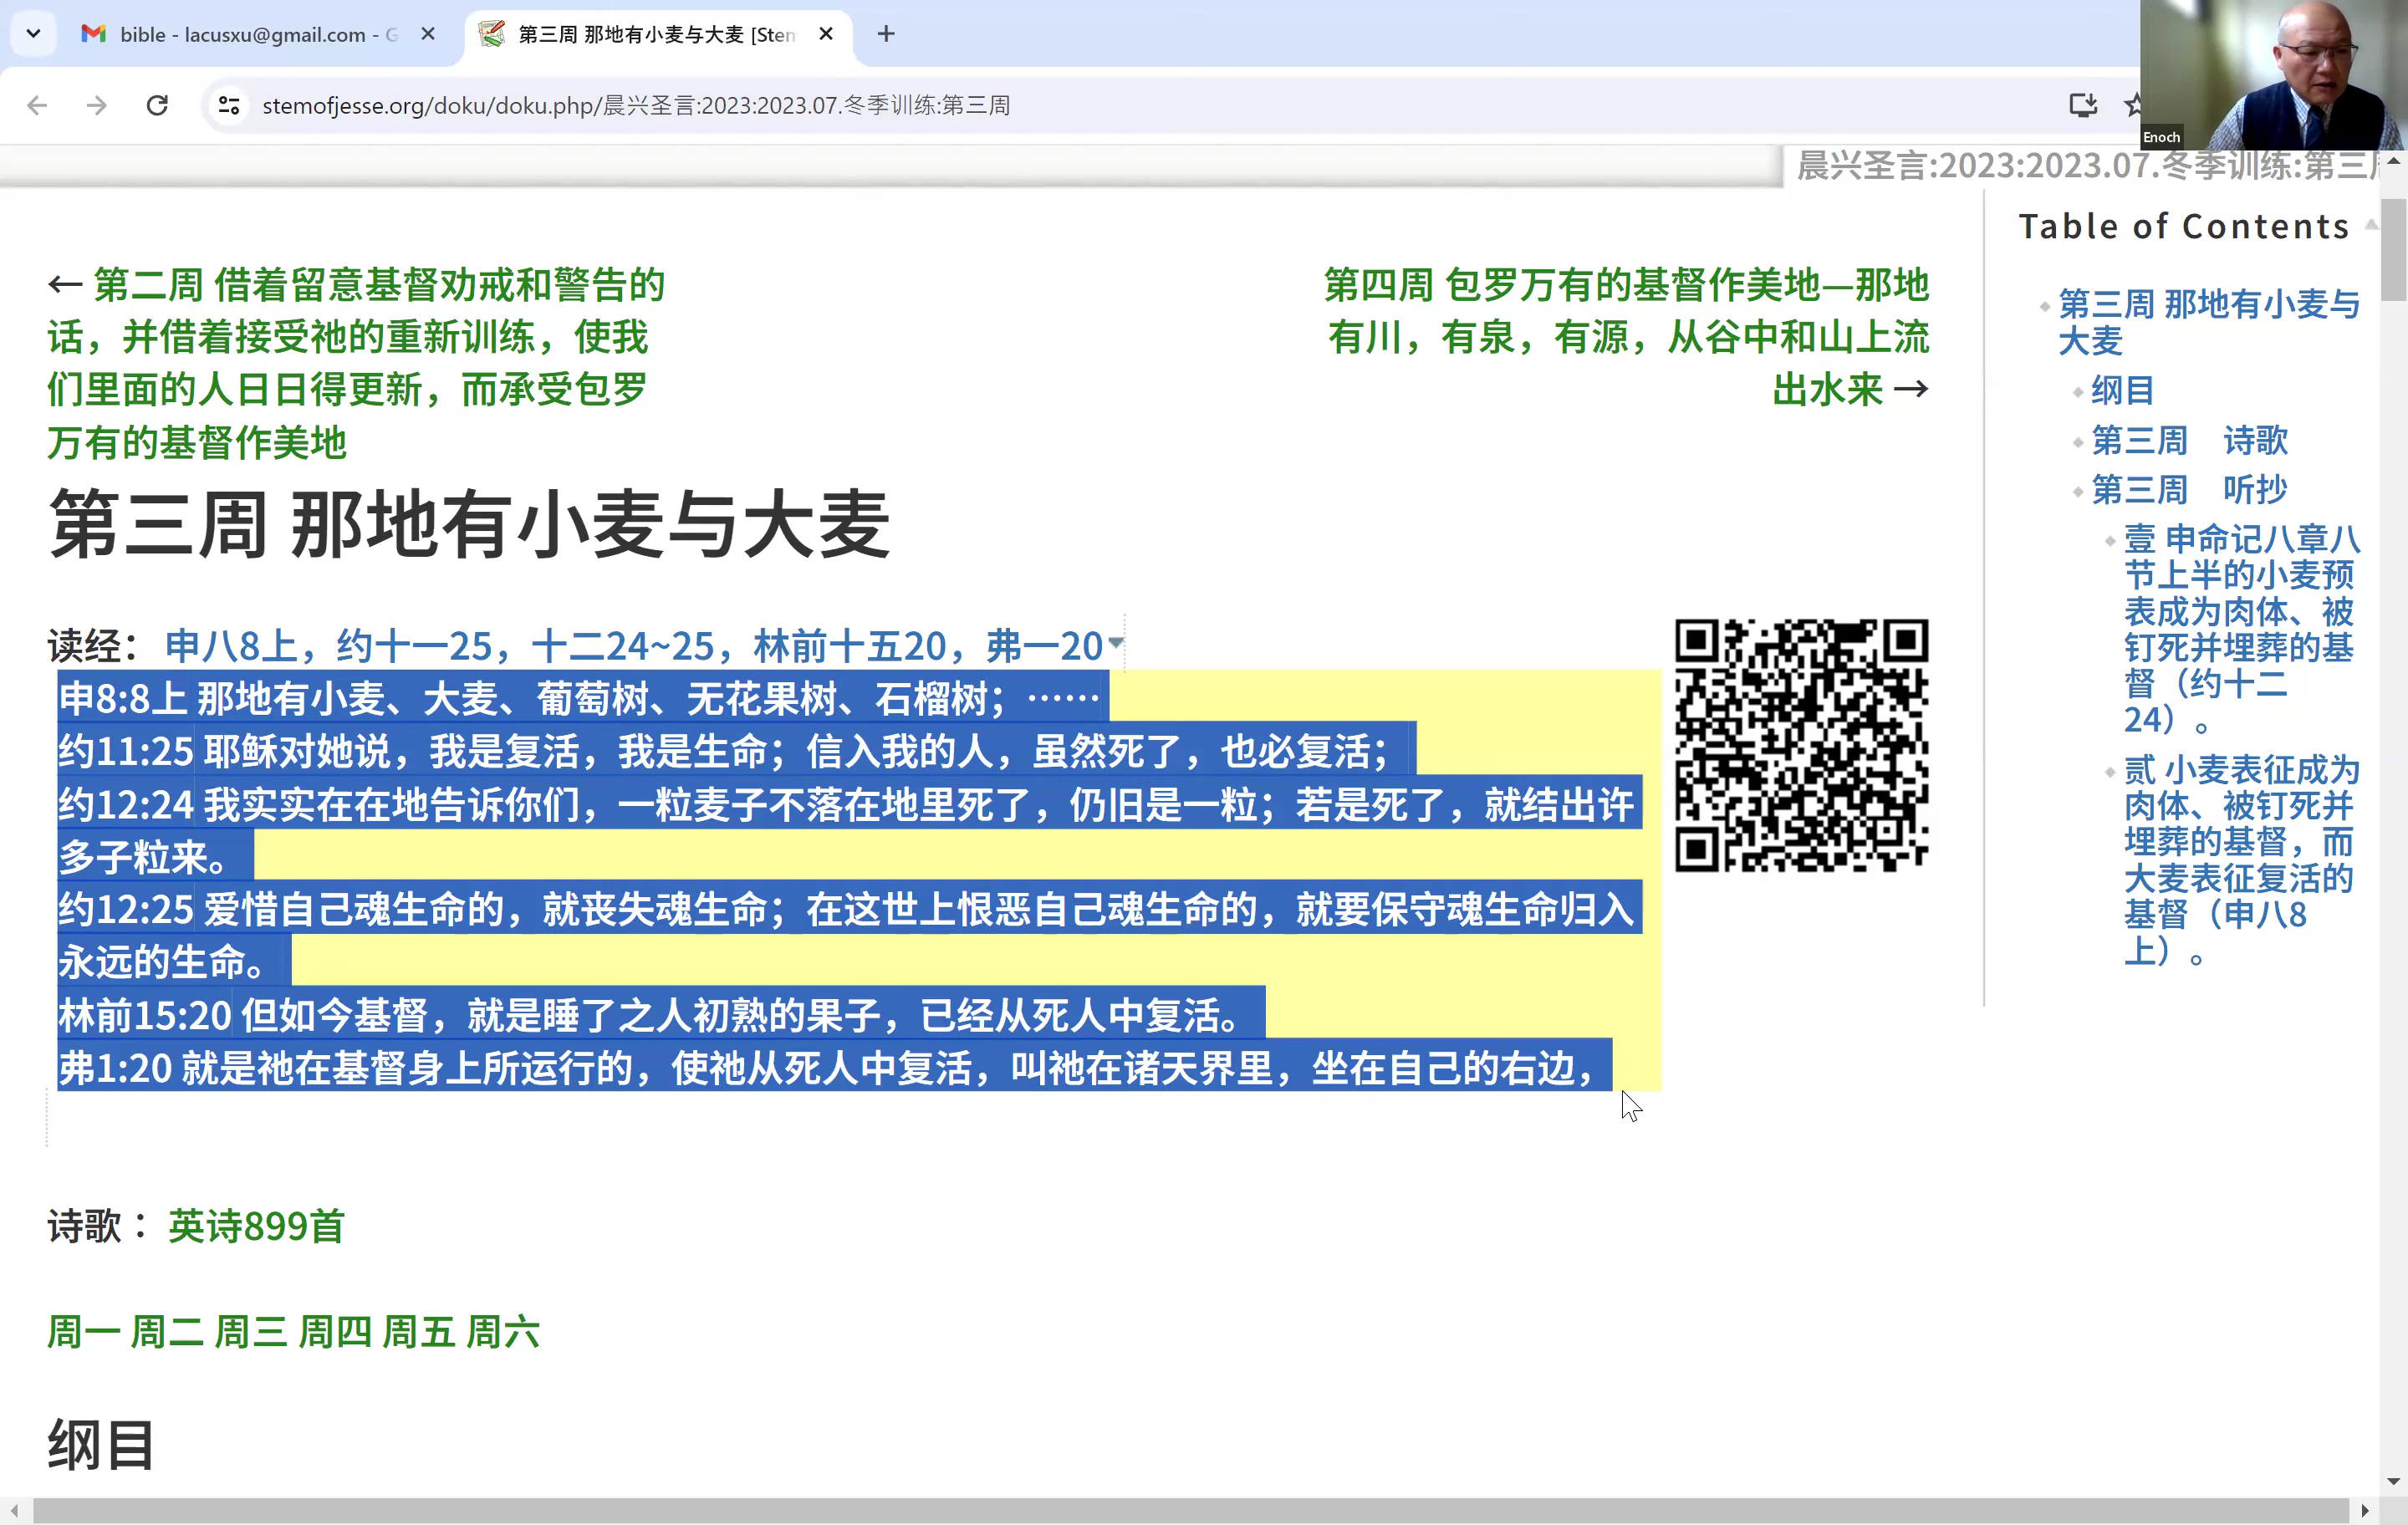 bible - lacusxu@gmail.com - G
第三周 那地有小麦与大麦 [Stem
stemofjesse.org/doku/doku.php/晨兴圣言:2023:2023.07.冬季训练:第三周
Enoch
晨兴圣言:2023:2023.07.冬季训练:第三周
← 第二周 借着留意基督劝戒和警告的
话，并借着接受祂的重新训练，使我
们里面的人日日得更新，而承受包罗
万有的基督作美地
第四周 包罗万有的基督作美地—那地
有川，有泉，有源，从谷中和山上流
出水来 →
第三周 那地有小麦与大麦
读经： 申八8上，约十一25，十二24~25，林前十五20，弗一20
申8:8上 那地有小麦、大麦、葡萄树、无花果树、石榴树；……
约11:25 耶稣对她说，我是复活，我是生命；信入我的人，虽然死了，也必复活；
约12:24 我实实在在地告诉你们，一粒麦子不落在地里死了，仍旧是一粒；若是死了，就结出许
多子粒来。
约12:25 爱惜自己魂生命的，就丧失魂生命；在这世上恨恶自己魂生命的，就要保守魂生命归入
永远的生命。
林前15:20 但如今基督，就是睡了之人初熟的果子，已经从死人中复活。
弗1:20 就是祂在基督身上所运行的，使祂从死人中复活，叫祂在诸天界里，坐在自己的右边，
诗歌： 英诗899首
周一 周二 周三 周四 周五 周六
纲目
Table of Contents
第三周 那地有小麦与
大麦
纲目
第三周　诗歌
第三周　听抄
壹 申命记八章八
节上半的小麦预
表成为肉体、被
钉死并埋葬的基
督（约十二
24）。
贰 小麦表征成为
肉体、被钉死并
埋葬的基督，而
大麦表征复活的
基督（申八8
上）。